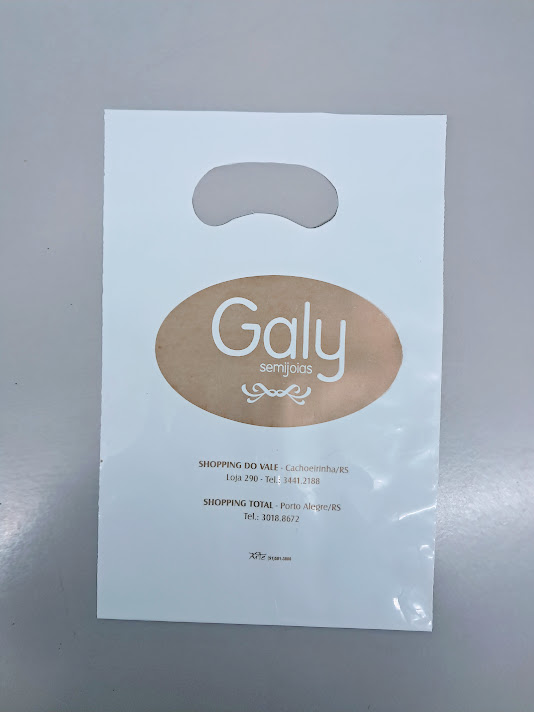 Galy
semijoias
SHOPPING DO VALE - Cachoeirinha/RS
Loja 290 - Tel.: 3441.2188
SHOPPING TOTAL - Porto Alegre/RS
Tel.: 3018.8672